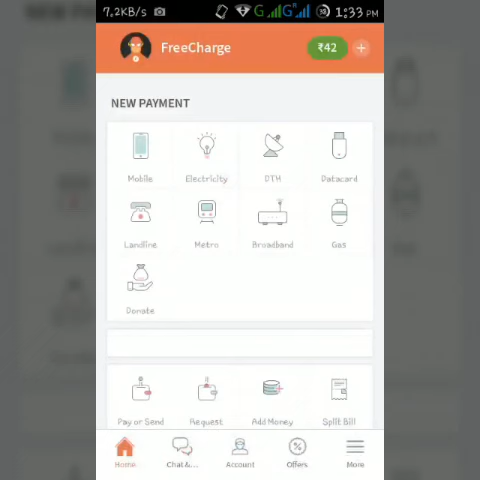 7.2KB/s G G 1:33 PM
FreeCharge ₹42 +
NEW PAYMENT
Mobile Electricity DTH Datacard
Landline Metro Broadband Gas
Donate
Pay or Send Request Add Money Split Bill
Home Chat &... Account Offers More